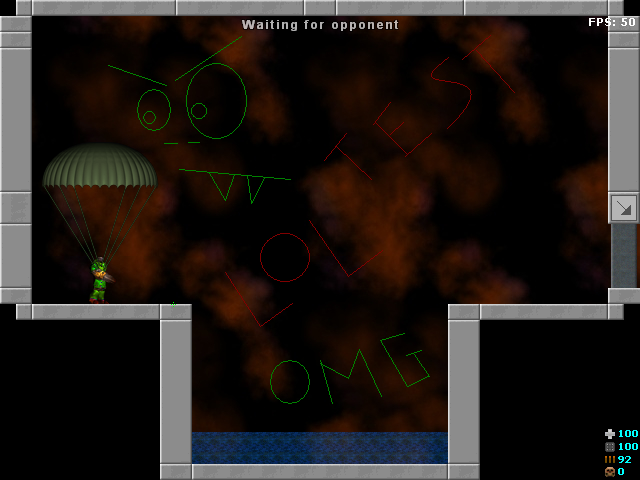 Waiting for opponent
FPS: 50
TEST
LOL
OMG
100
100
92
0